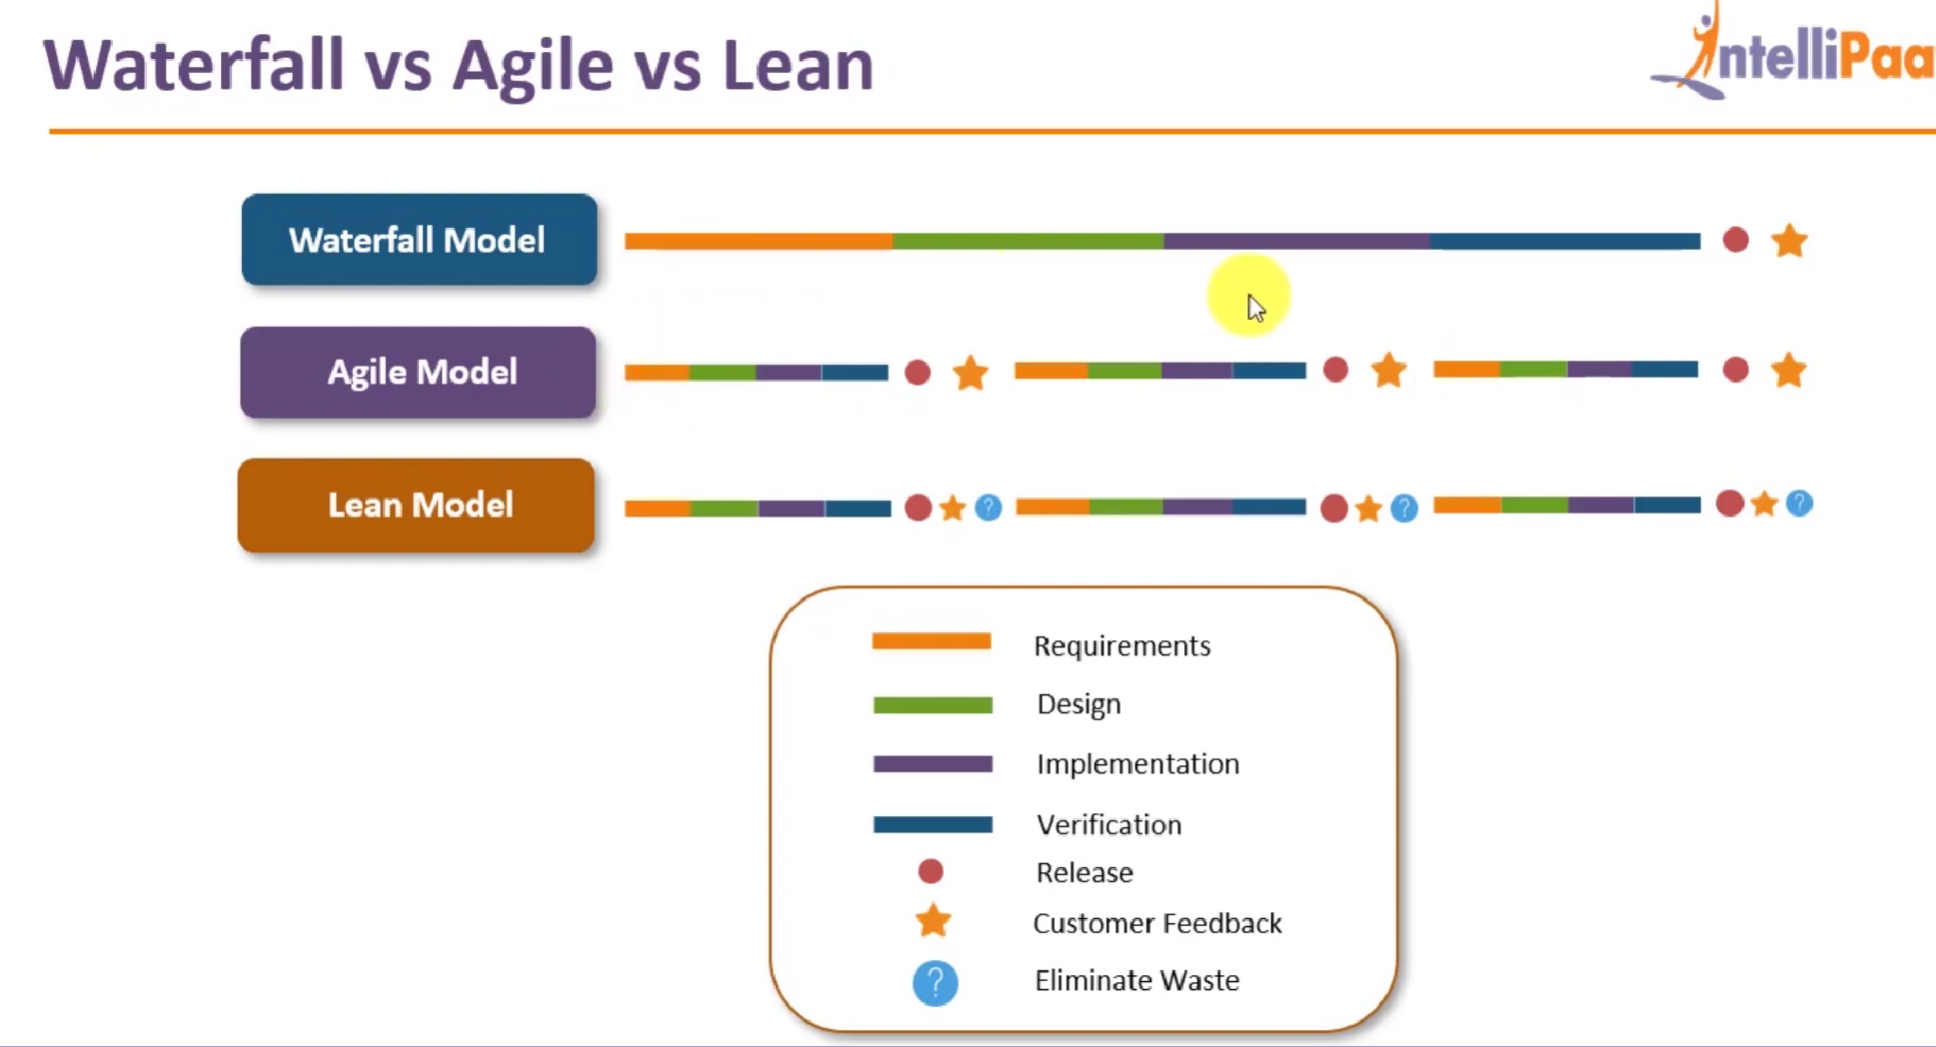 Waterfall vs Agile vs Lean
ntelliPaa
Waterfall Model
Agile Model
Lean Model
?
?
?
Requirements
Design
Implementation
Verification
Release
Customer Feedback
?
Eliminate Waste